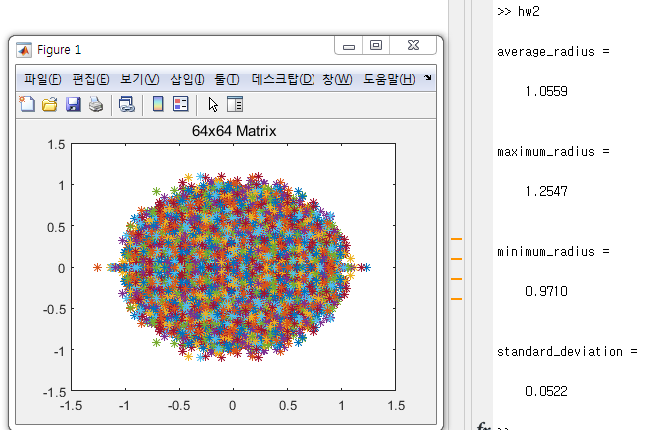 Figure 1
파일(F) 편집(E) 보기(V) 삽입(I) 툴(T) 데스크탑(D) 창(W) 도움말(H)
64x64 Matrix
1.5
1
0.5
0
-0.5
-1
-1.5
-1.5 -1 -0.5 0 0.5 1 1.5
>> hw2
average_radius =
1.0559
maximum_radius =
1.2547
minimum_radius =
0.9710
standard_deviation =
0.0522
fx >>